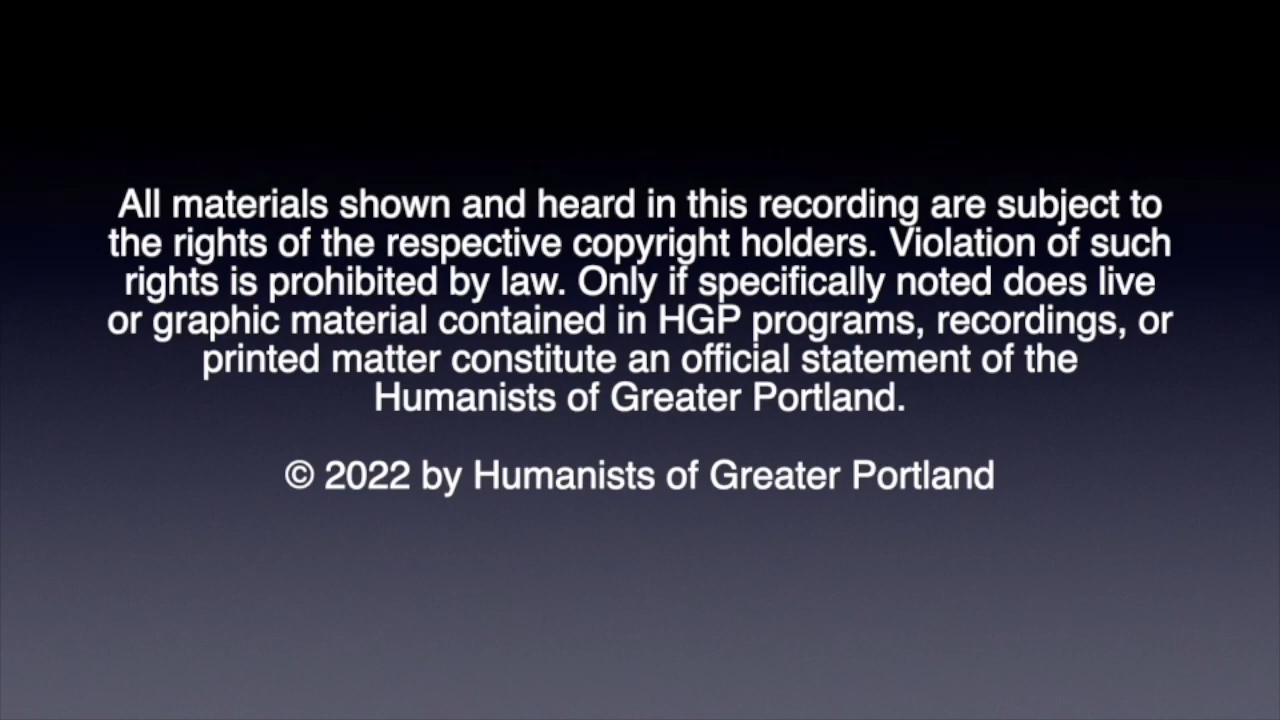 All materials shown and heard in this recording are subject to
the rights of the respective copyright holders. Violation of such
rights is prohibited by law. Only if specifically noted does live
or graphic material contained in HGP programs, recordings, or
printed matter constitute an official statement of the
Humanists of Greater Portland.
© 2022 by Humanists of Greater Portland